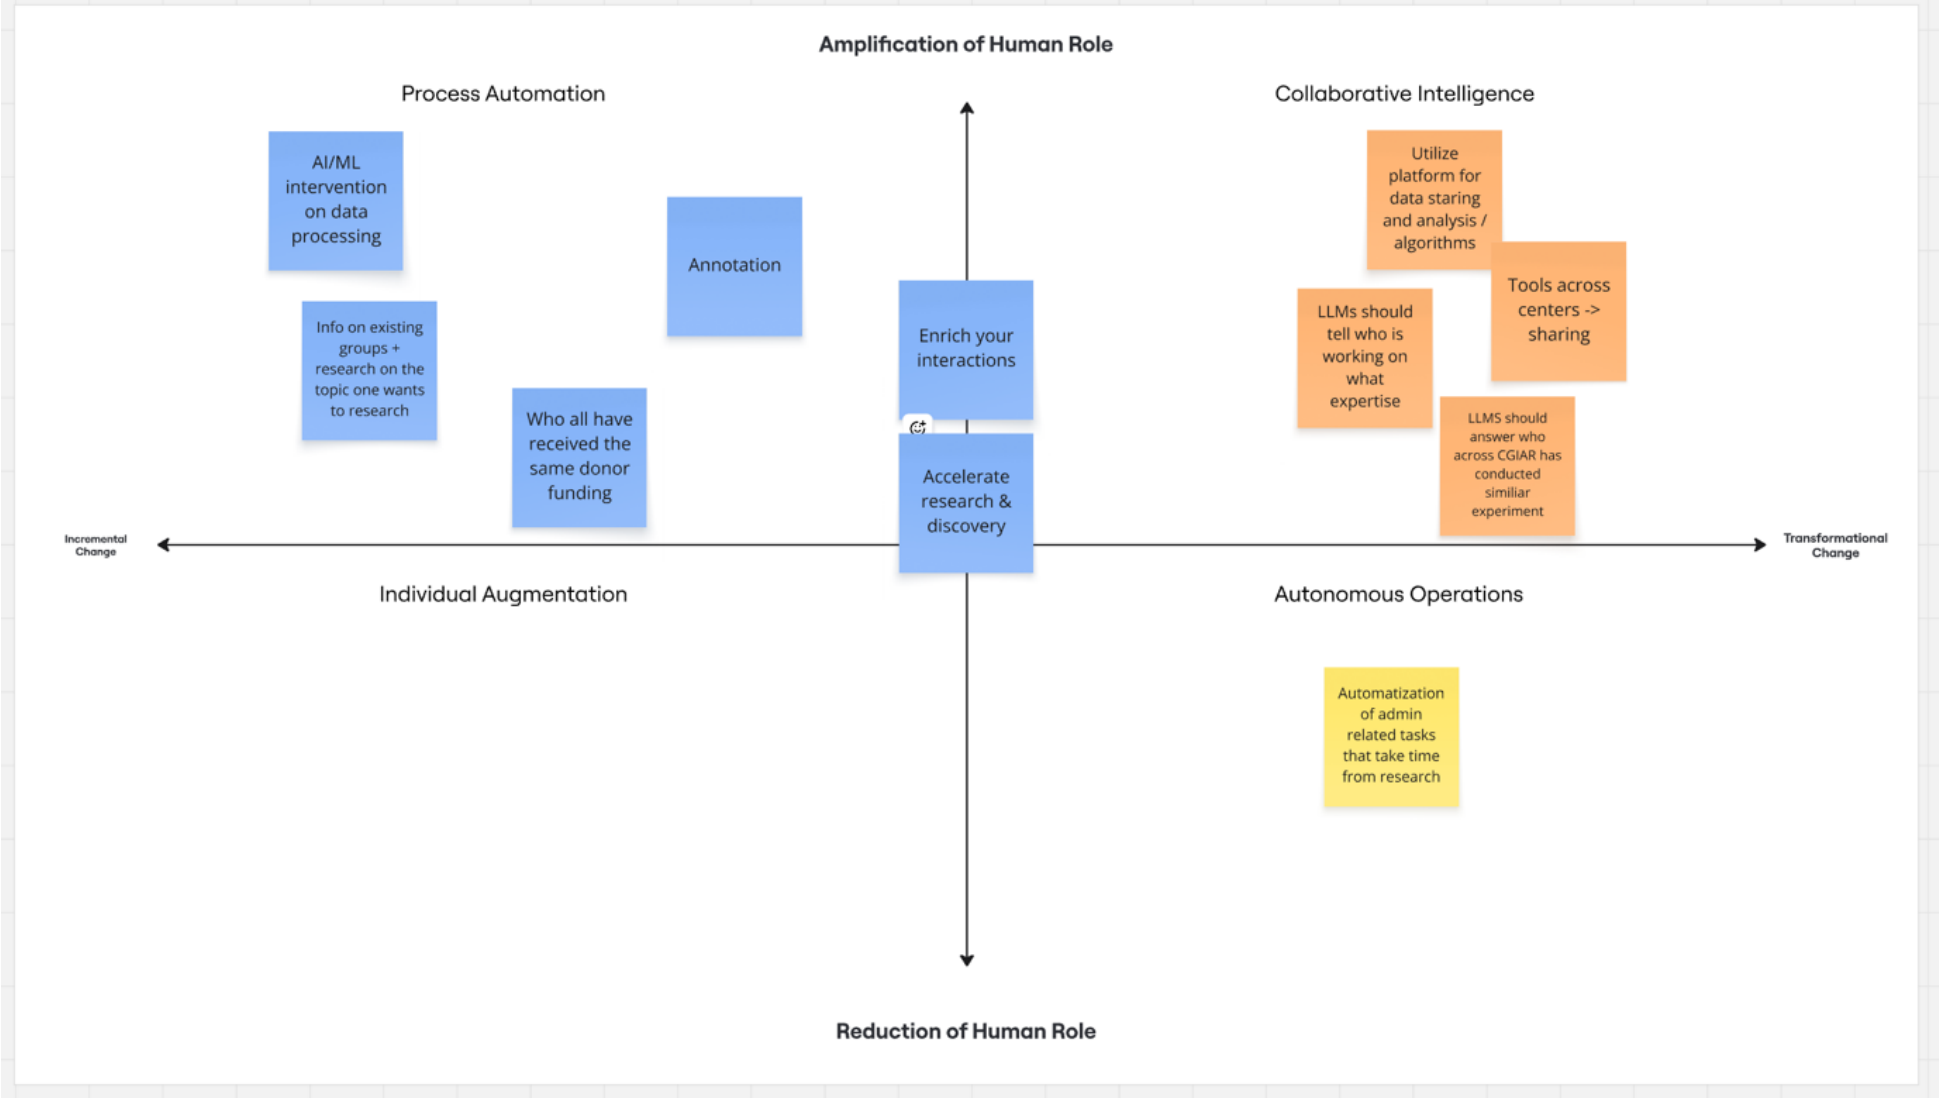 Amplification of Human Role
Process Automation
Collaborative Intelligence
AI/ML
intervention
on data
processing
Annotation
Info on existing
groups +
research on the
topic one wants
to research
Who all have
received the
same donor
funding
Enrich your
interactions
Accelerate
research &
discovery
Utilize
platform for
data staring
and analysis /
algorithms
Tools across
centers ->
sharing
LLMs should
tell who is
working on
what
expertise
LLMS should
answer who
across CGIAR has
conducted
similiar
experiment
Incremental
Change
Transformational
Change
Individual Augmentation
Autonomous Operations
Automatization
of admin
related tasks
that take time
from research
Reduction of Human Role